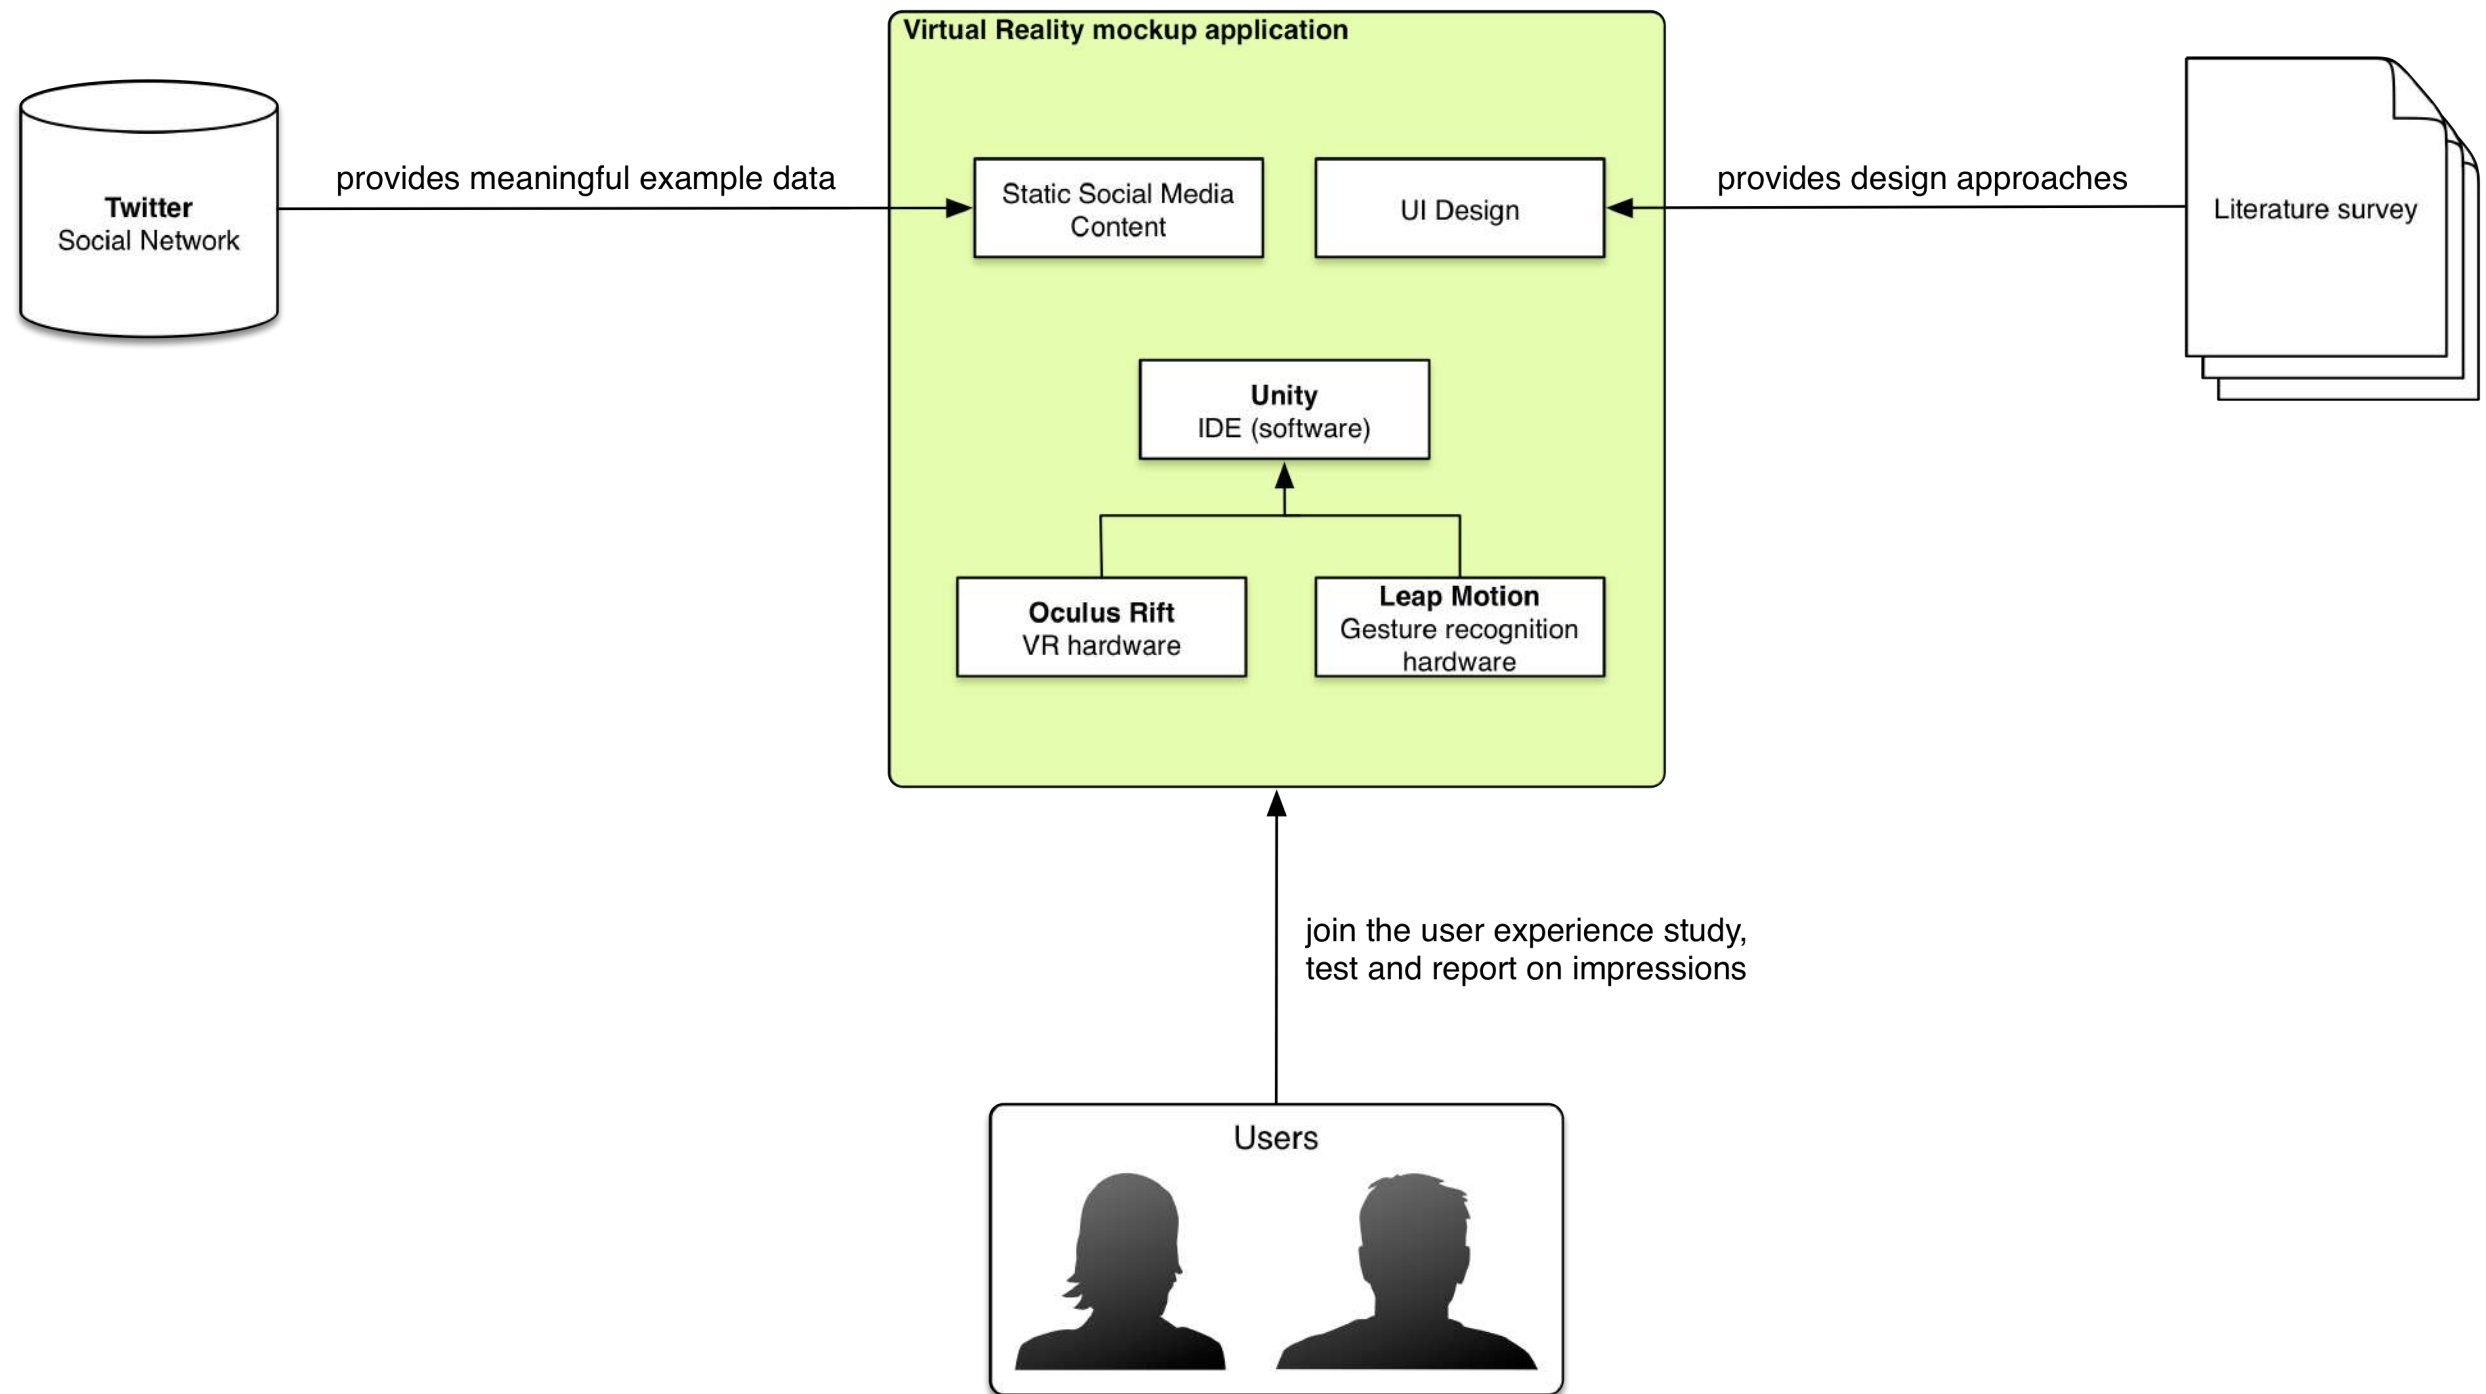 Virtual Reality mockup application
Twitter
Social Network
provides meaningful example data
Static Social Media
Content
UI Design
provides design approaches
Literature survey
Unity
IDE (software)
Oculus Rift
VR hardware
Leap Motion
Gesture recognition
hardware
join the user experience study,
test and report on impressions
Users